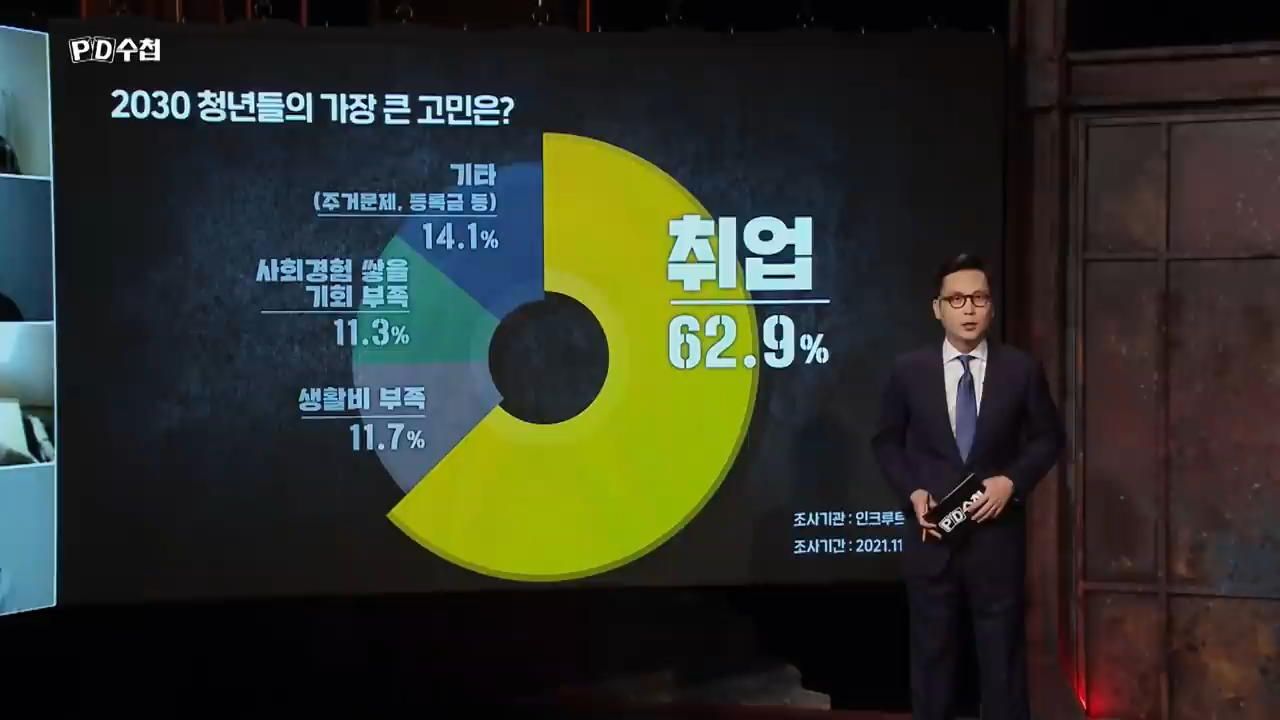 PD수첩
2030 청년들의 가장 큰 고민은?
기타
(주거문제, 등록금 등)
14.1%
사회경험 쌓을
기회 부족
11.3%
생활비 부족
11.7%
취업
62.9%
조사기관 : 인크루트
조사기간 : 2021.11
PD수첩